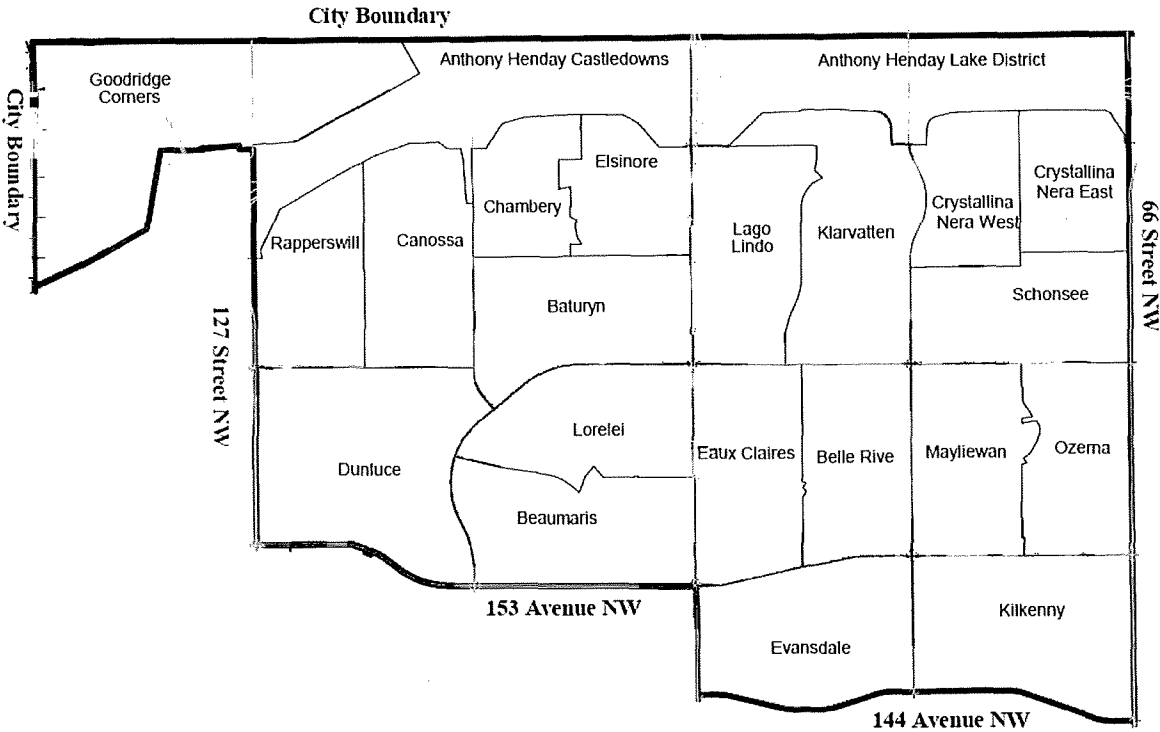 City Boundary
Goodridge
Corners
Anthony Henday Castledowns
Anthony Henday Lake District
City Boundary
Elsinore
Chambery
Crystallina
Nera East
Crystallina
Nera West
66 Street NW
Rapperswill
Canossa
Lago
Lindo
Klarvatten
Schonsee
Baturyn
127 Street NW
Lorelei
Dunluce
Eaux Claires
Belle Rive
Mayliewan
Ozerna
Beaumaris
153 Avenue NW
Kilkenny
Evansdale
144 Avenue NW